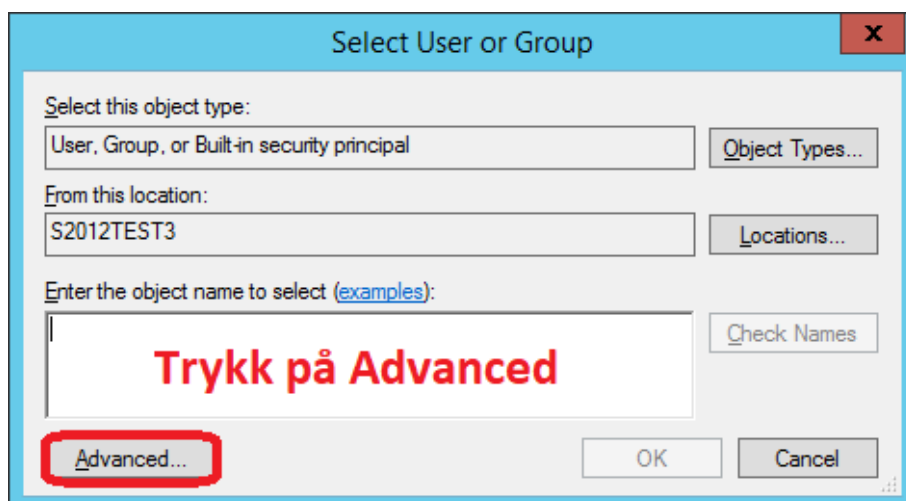 Select User or Group
x
Select this object type:
User, Group, or Built-in security principal
Object Types...
From this location:
S2012TEST3
Locations...
Enter the object name to select (examples):
Check Names
Trykk på Advanced
Advanced...
OK
Cancel